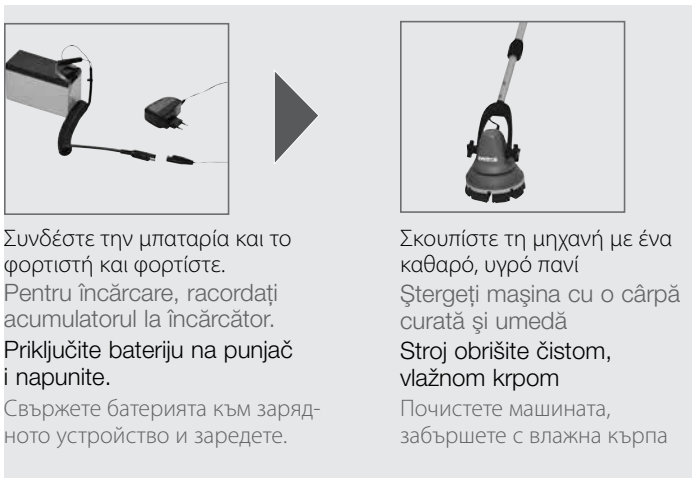 Συνδέστε την μπαταρία και το
φορτιστή και φορτίστε.
Pentru încărcare, racordați
acumulatorul la încărcător.
Priključite bateriju na punjač
i napunite.
Свържете батерията към заряд-
ното устройство и заредете.
Σκουπίστε τη μηχανή με ένα
καθαρό, υγρό πανί
Ştergeți maşina cu o cârpă
curată şi umedă
Stroj obrišite čistom,
vlažnom krpom
Почистете машината,
забършете с влажна кърпа